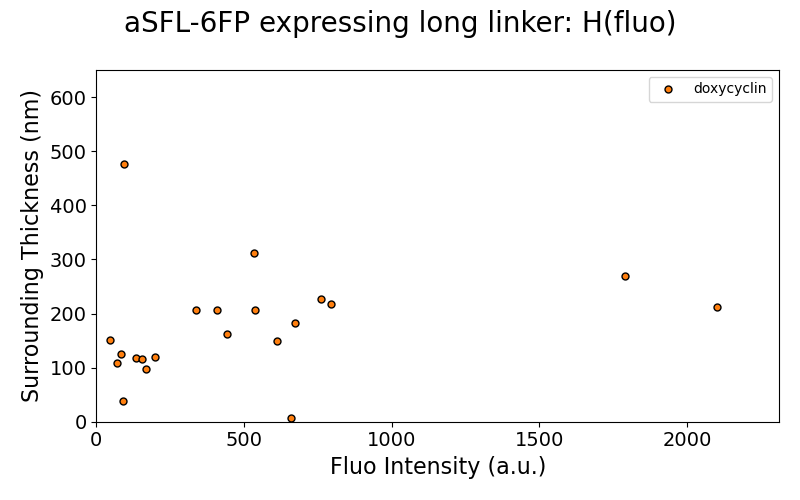 aSFL-6FP expressing long linker: H(fluo)
doxycyclin
Surrounding Thickness (nm)
600
500
400
300
200
100
0
0 500 1000 1500 2000
Fluo Intensity (a.u.)